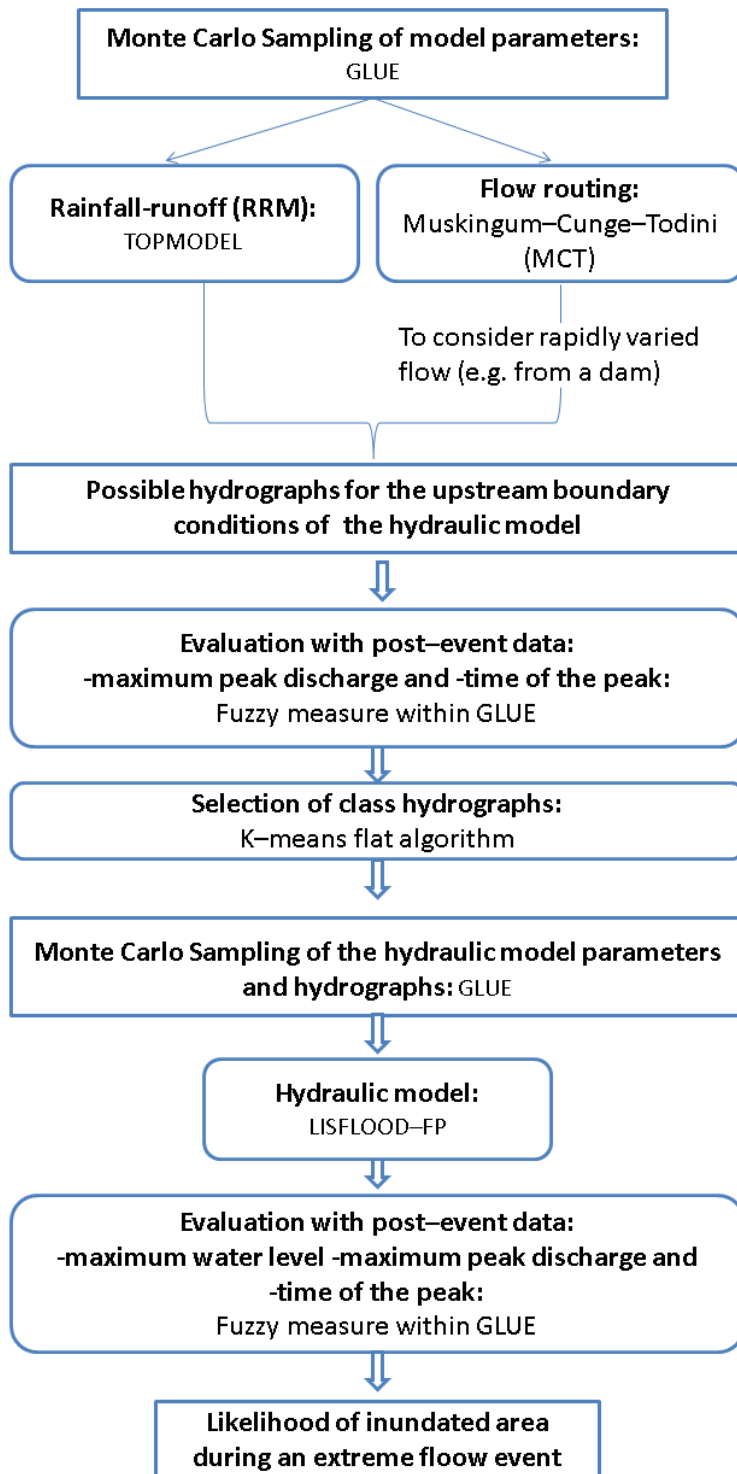 Monte Carlo Sampling of model parameters:
GLUE
Rainfall-runoff (RRM):
TOPMODEL
Flow routing:
Muskingum–Cunge–Todini
(MCT)
To consider rapidly varied
flow (e.g. from a dam)
Possible hydrographs for the upstream boundary
conditions of the hydraulic model
Evaluation with post–event data:
-maximum peak discharge and -time of the peak:
Fuzzy measure within GLUE
Selection of class hydrographs:
K–means flat algorithm
Monte Carlo Sampling of the hydraulic model parameters
and hydrographs: GLUE
Hydraulic model:
LISFLOOD–FP
Evaluation with post–event data:
-maximum water level -maximum peak discharge and
-time of the peak:
Fuzzy measure within GLUE
Likelihood of inundated area
during an extreme floow event